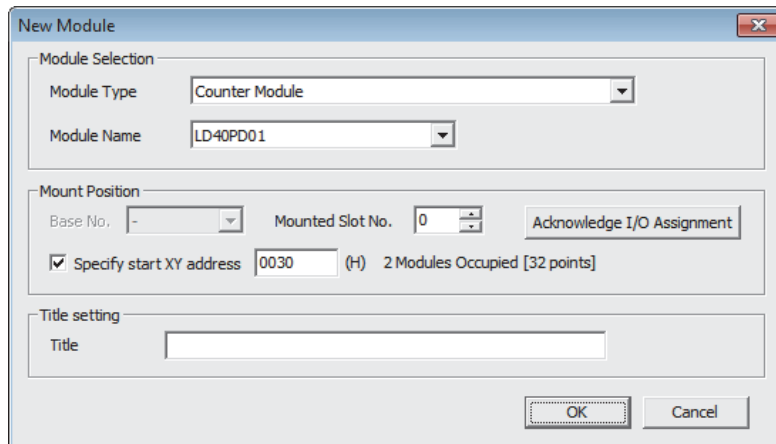 New Module
Module Selection
Module Type Counter Module
Module Name LD40PD01
Mount Position
Base No. - Mounted Slot No. 0 Acknowledge I/O Assignment
Specify start XY address 0030 (H) 2 Modules Occupied [32 points]
Title setting
Title
OK Cancel